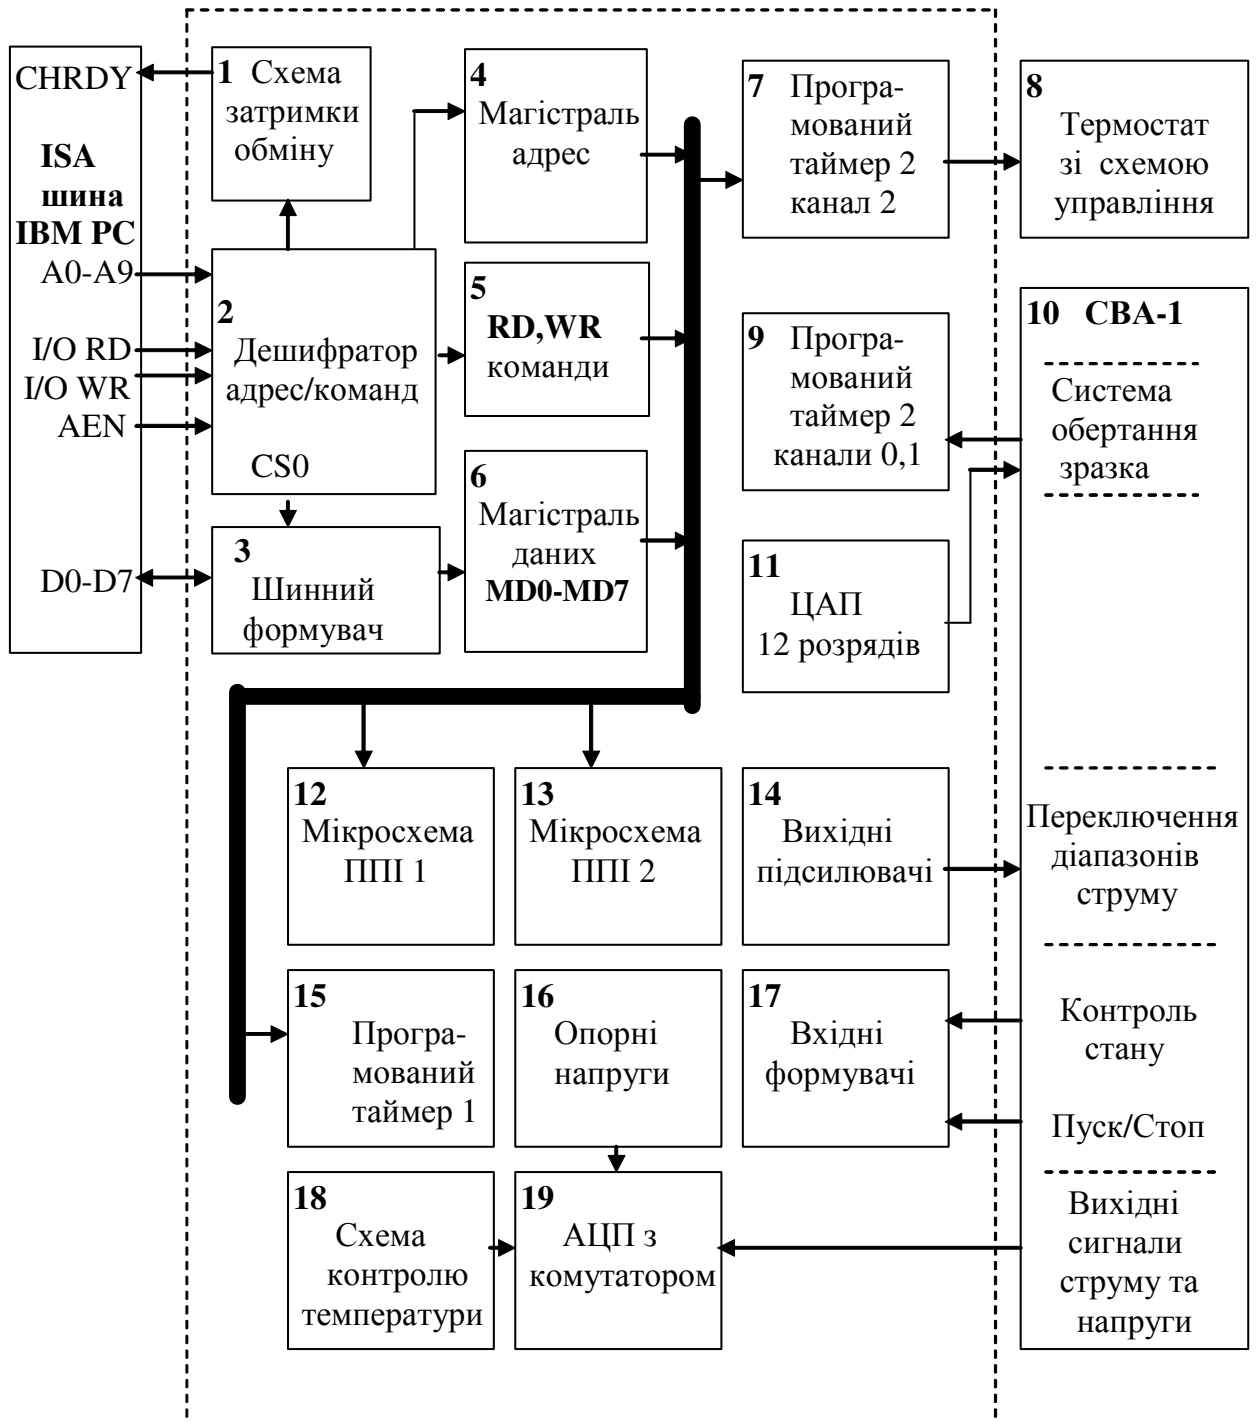 CHRDY
ISA
шина
IBM PC
A0-A9
I/O RD
I/O WR
AEN
D0-D7
1 Схема
затримки
обміну
2
Дешифратор
адрес/команд
CS0
3
Шинний
формувач
4
Магістраль
адрес
5
RD,WR
команди
6
Магістраль
даних
MD0-MD7
7 Програ-
мований
таймер 2
канал 2
8
Термостат
зі схемою
управління
9 Програ-
мований
таймер 2
канали 0,1
10 СВА-1
Система
обертання
зразка
Переключення
діапазонів
струму
Контроль
стану
Пуск/Стоп
Вихідні
сигнали
струму та
напруги
11
ЦАП
12 розрядів
12
Мікросхема
ППІ 1
13
Мікросхема
ППІ 2
14
Вихідні
підсилювачі
15
Програ-
мований
таймер 1
16
Опорні
напруги
17
Вхідні
формувачі
18
Схема
контролю
температури
19
АЦП з
комутатором